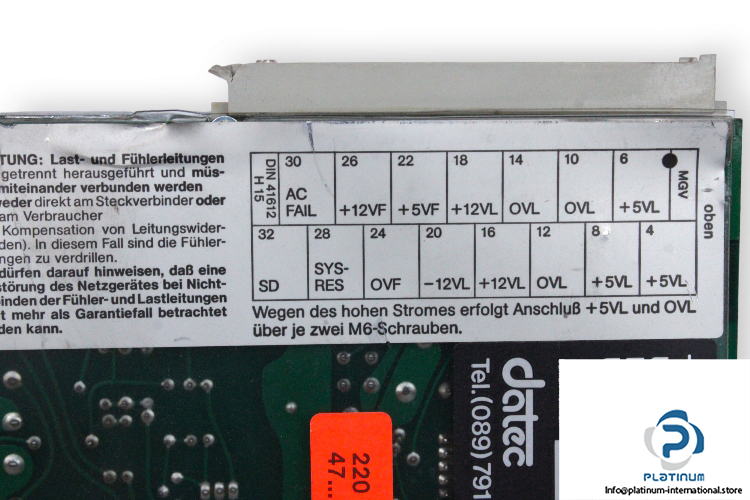 TUNG: Last- und Fühlerleitungen
getrennt herausgeführt und müs-
miteinander verbunden werden
weder direkt am Steckverbinder oder
am Verbraucher
Kompensation von Leitungswider-
den). In diesem Fall sind die Fühler-
ngen zu verdrillen.
dürfen darauf hinweisen, daß eine
störung des Netzgerätes bei Nicht-
binden der Fühler- und Lastleitungen
t mehr als Garantiefall betrachtet
den kann.
DIN 41612
H 15
30 26 22 18 14 10 6
AC
FAIL +12VF +5VF +12VL OVL OVL +5VL
MGV
oben
32 28 24 20 16 12 8 4
SD SYS-
RES OVF −12VL +12VL OVL +5VL +5VL
Wegen des hohen Stromes erfolgt Anschluß +5VL und OVL
über je zwei M6-Schrauben.
datec
Tel. (089) 791
220
47...
PLATINUM
INTERNATIONAL
Info@platinum-international.store